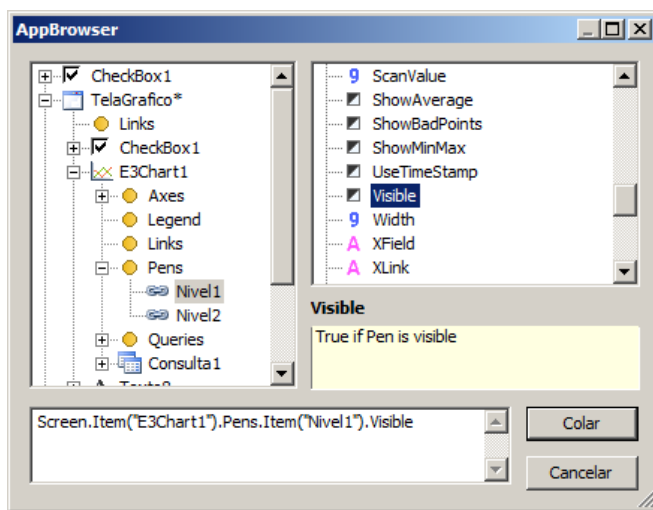 AppBrowser
CheckBox1
TelaGrafico*
Links
CheckBox1
E3Chart1
Axes
Legend
Links
Pens
Nivel1
Nivel2
Queries
Consulta1
9 ScanValue
ShowAverage
ShowBadPoints
ShowMinMax
UseTimeStamp
Visible
9 Width
A XField
A XLink
Visible
True if Pen is visible
Screen.Item("E3Chart1").Pens.Item("Nivel1").Visible
Colar
Cancelar